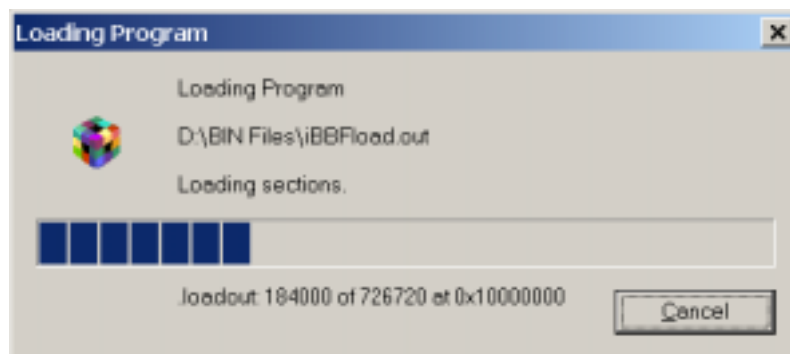 Loading Program
Loading Program
D:\BIN Files\iBBFload.out
Loading sections.
.loadout: 184000 of 726720 at 0x10000000
Cancel